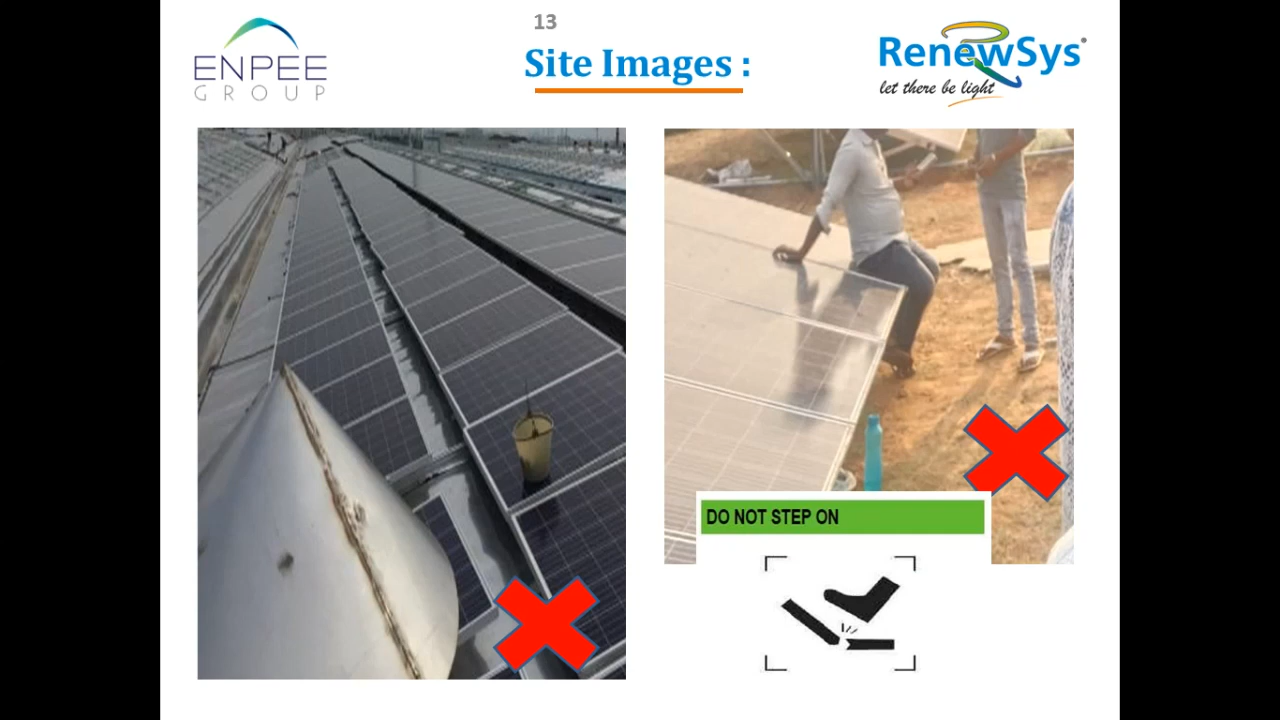 ENPEE
GROUP
13
Site Images :
RenewSys
let there be light
DO NOT STEP ON